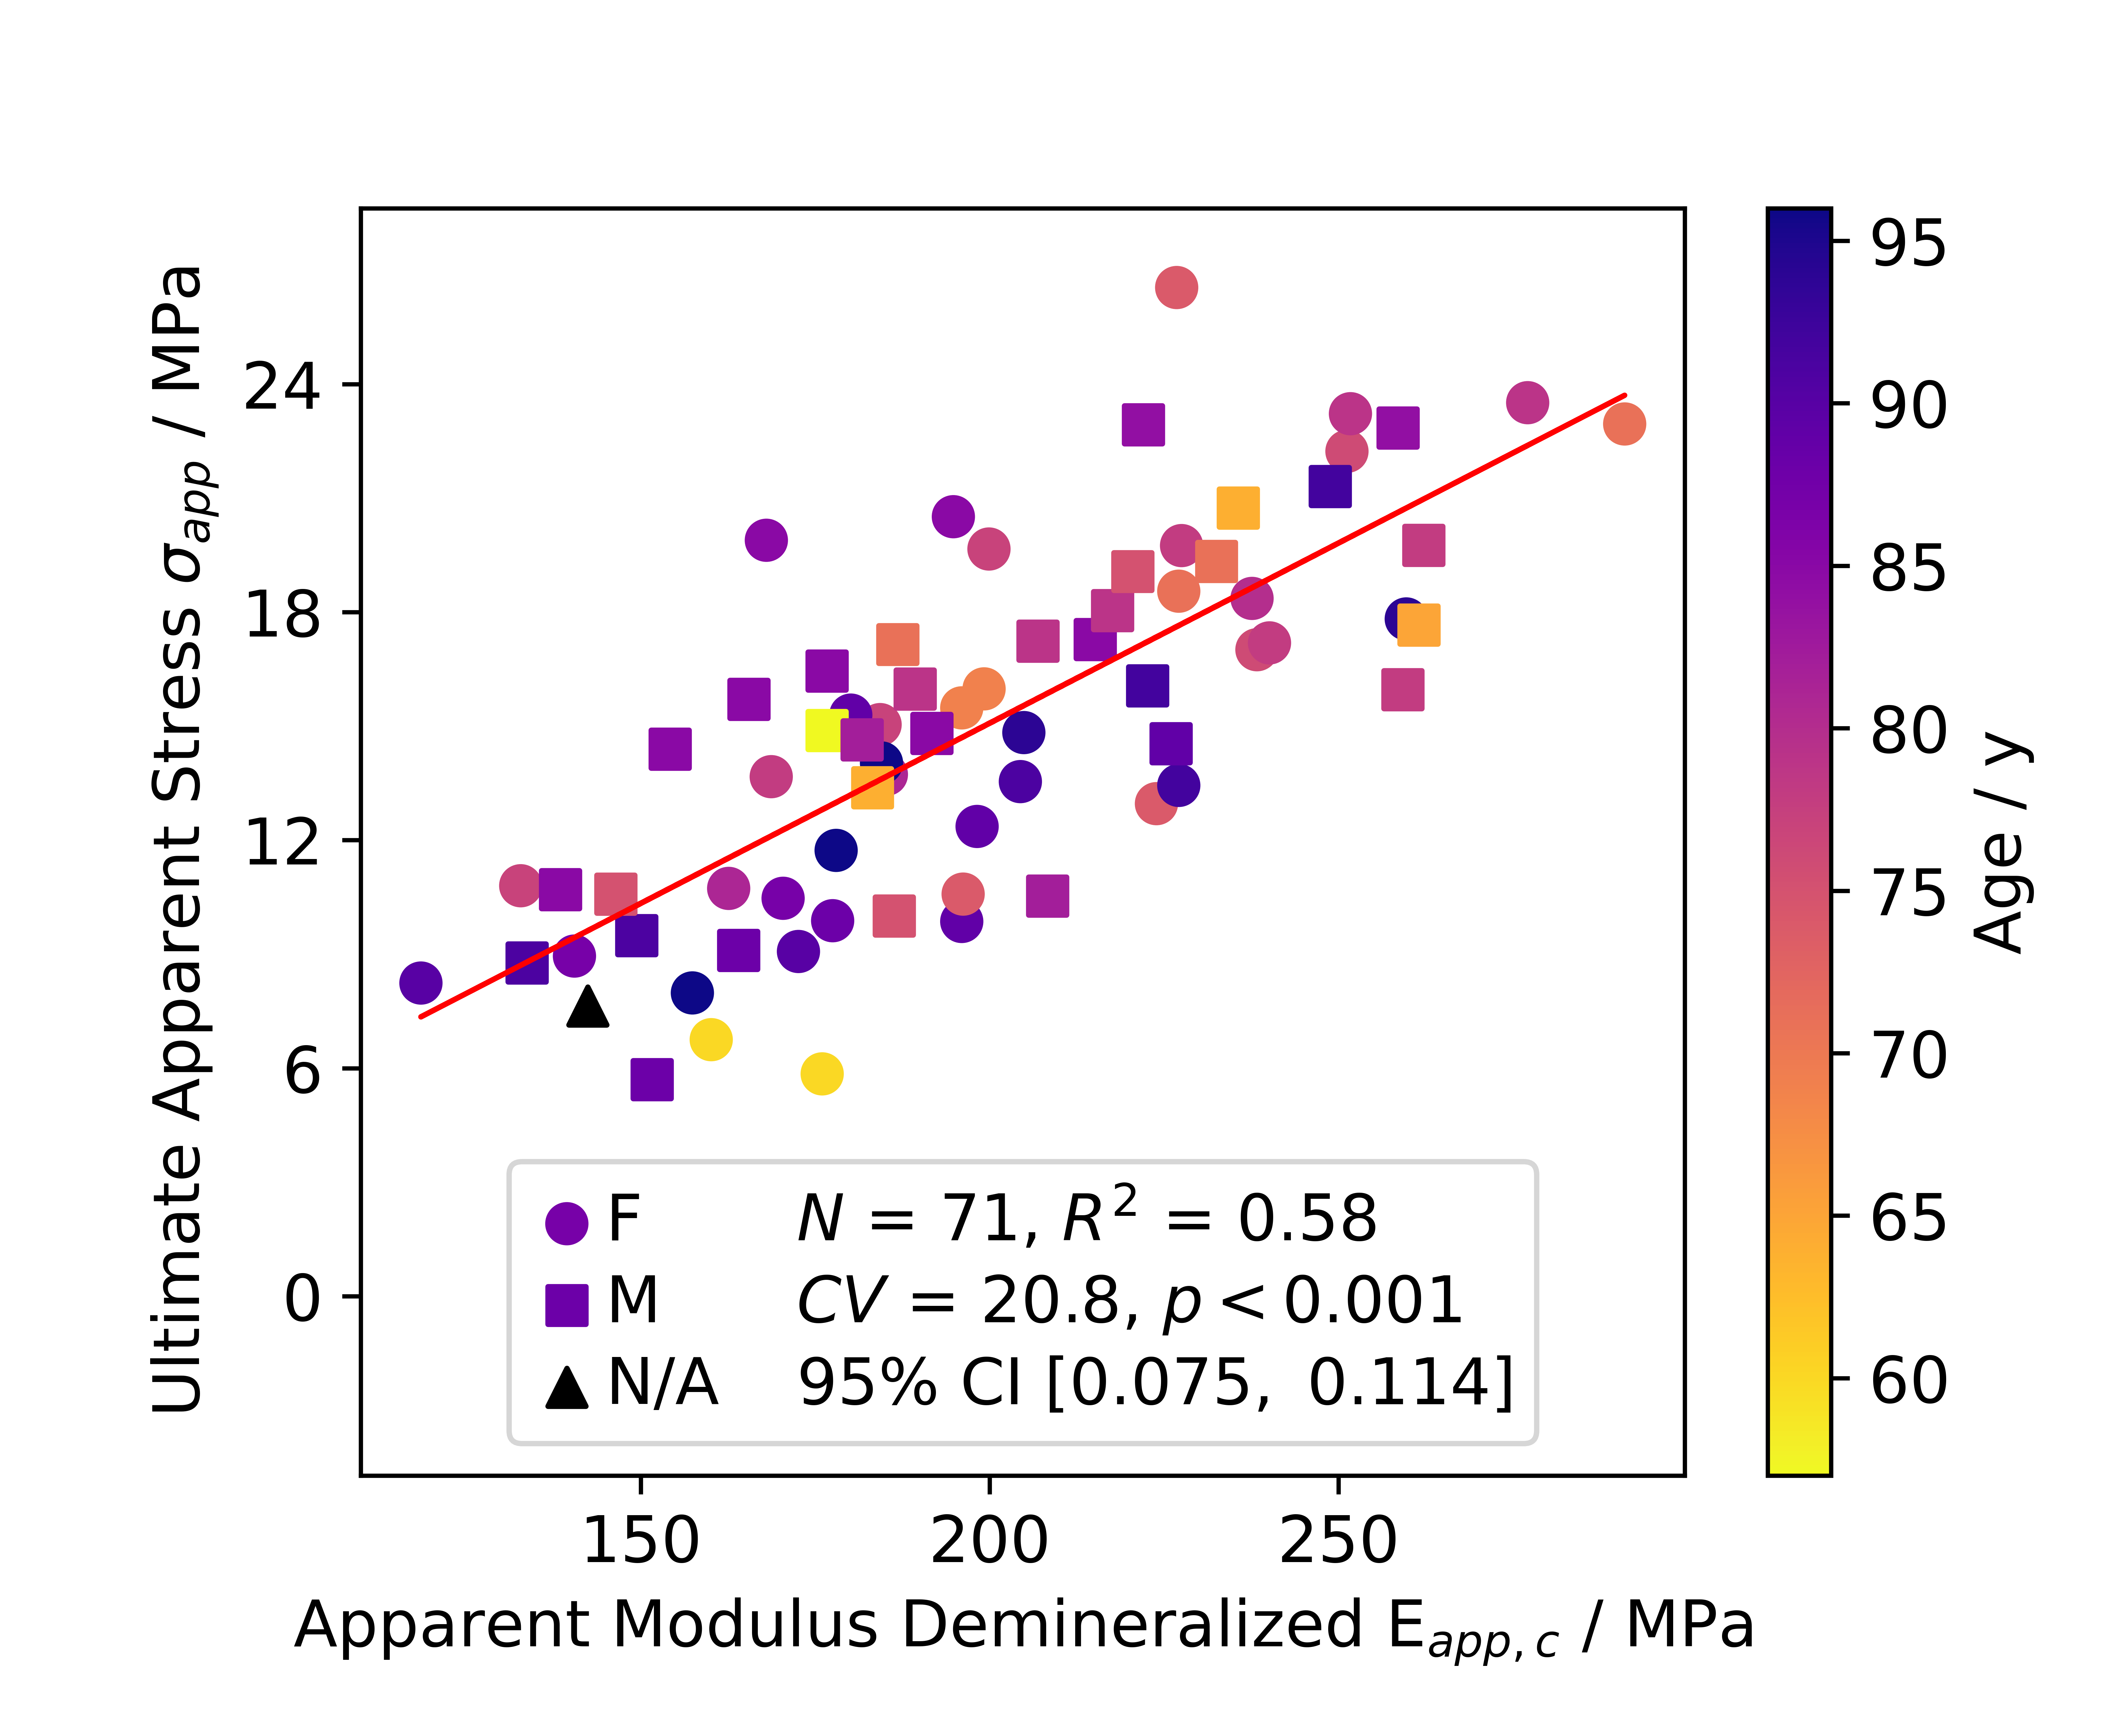 Ultimate Apparent Stress σapp / MPa
24
18
12
6
0
F N = 71, R² = 0.58
M CV = 20.8, p < 0.001
N/A 95% CI [0.075, 0.114]
150 200 250
Apparent Modulus Demineralized Eapp, c / MPa
95
90
85
80
75
70
65
60
Age / y